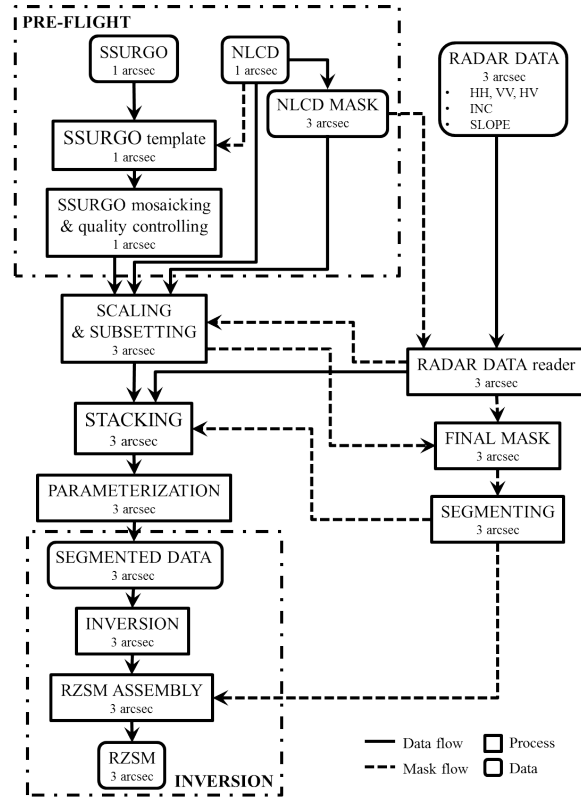 PRE-FLIGHT
SSURGO
1 arcsec
NLCD
1 arcsec
NLCD MASK
3 arcsec
RADAR DATA
3 arcsec
• HH, VV, HV
• INC
• SLOPE
SSURGO template
1 arcsec
SSURGO mosaicking
& quality controlling
1 arcsec
SCALING
& SUBSETTING
3 arcsec
RADAR DATA reader
3 arcsec
STACKING
3 arcsec
FINAL MASK
3 arcsec
PARAMETERIZATION
3 arcsec
SEGMENTING
3 arcsec
SEGMENTED DATA
3 arcsec
INVERSION
3 arcsec
RZSM ASSEMBLY
3 arcsec
RZSM
3 arcsec
INVERSION
Data flow
Process
Mask flow
Data